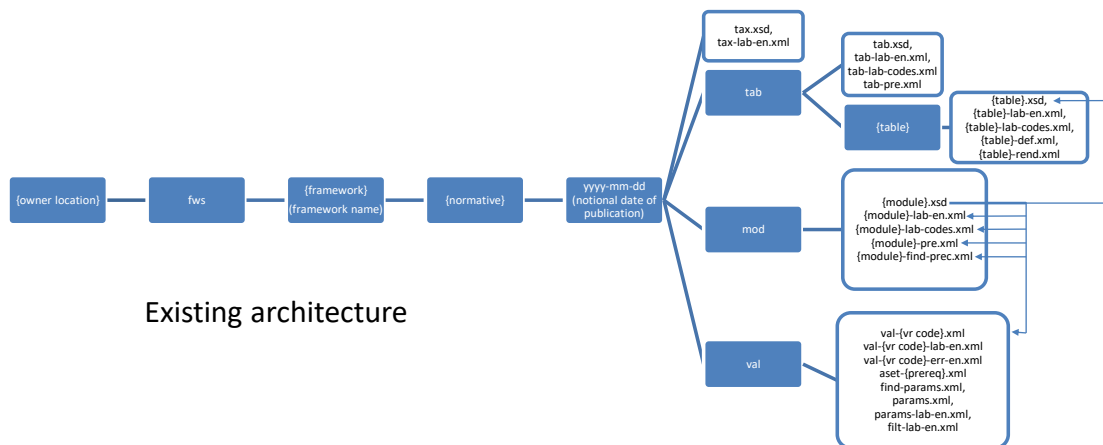 tax.xsd,
tax-lab-en.xml
tab
tab.xsd,
tab-lab-en.xml,
tab-lab-codes.xml
tab-pre.xml
{table}
{table}.xsd,
{table}-lab-en.xml,
{table}-lab-codes.xml,
{table}-def.xml,
{table}-rend.xml
{owner location}
fws
{framework}
(framework name)
{normative}
yyyy-mm-dd
(notional date of
publication)
mod
{module}.xsd
{module}-lab-en.xml
{module}-lab-codes.xml
{module}-pre.xml
{module}-find-prec.xml
Existing architecture
val
val-{vr code}.xml
val-{vr code}-lab-en.xml
val-{vr code}-err-en.xml
aset-{prereq}.xml
find-params.xml,
params.xml,
params-lab-en.xml,
filt-lab-en.xml